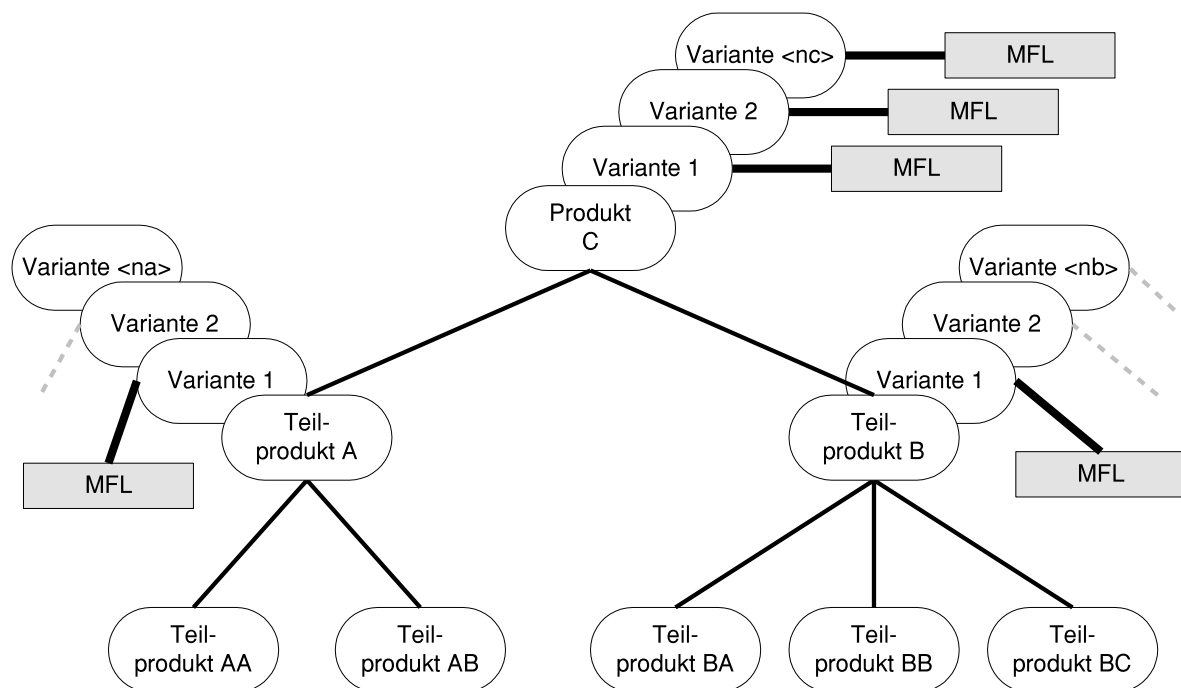 Variante <nc>
MFL
Variante 2
MFL
Variante 1
MFL
Produkt
C
Variante <na>
Variante 2
Variante 1
Teil-
produkt A
MFL
Variante <nb>
Variante 2
Variante 1
Teil-
produkt B
MFL
Teil-
produkt AA
Teil-
produkt AB
Teil-
produkt BA
Teil-
produkt BB
Teil-
produkt BC